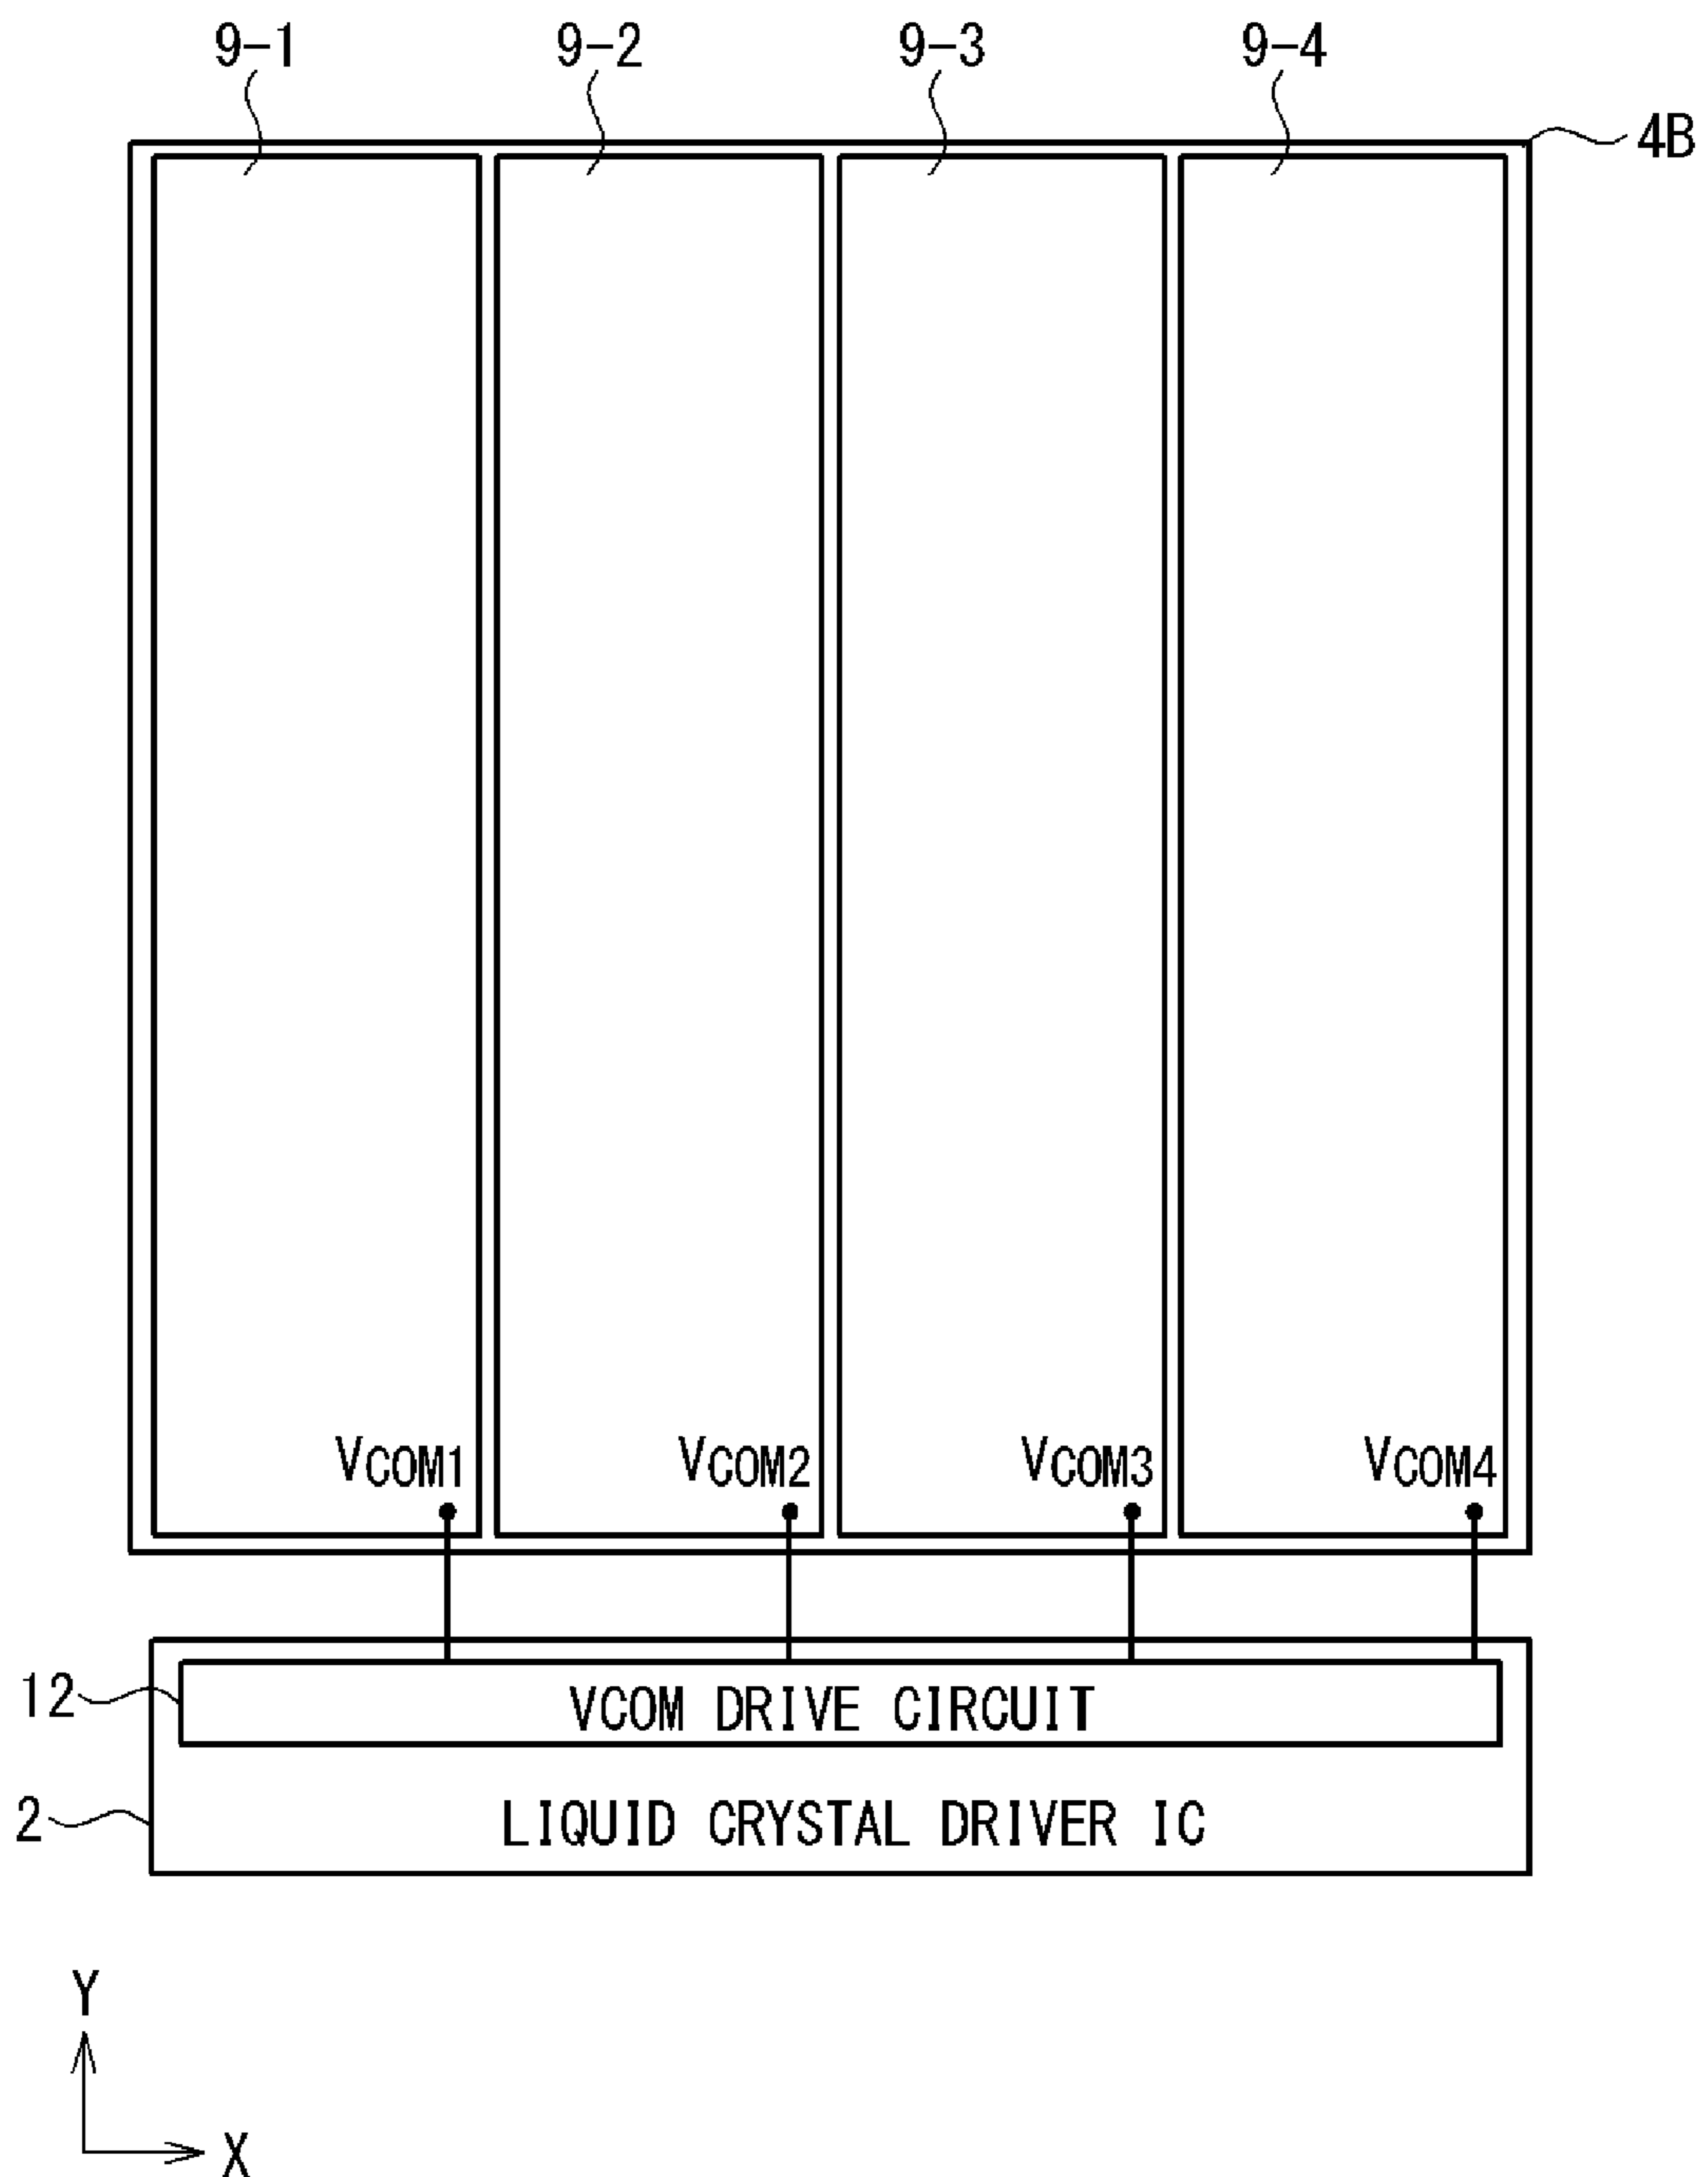 9-1 9-2 9-3 9-4
4B
VCOM1 VCOM2 VCOM3 VCOM4
12 VCOM DRIVE CIRCUIT
2 LIQUID CRYSTAL DRIVER IC
Y
X